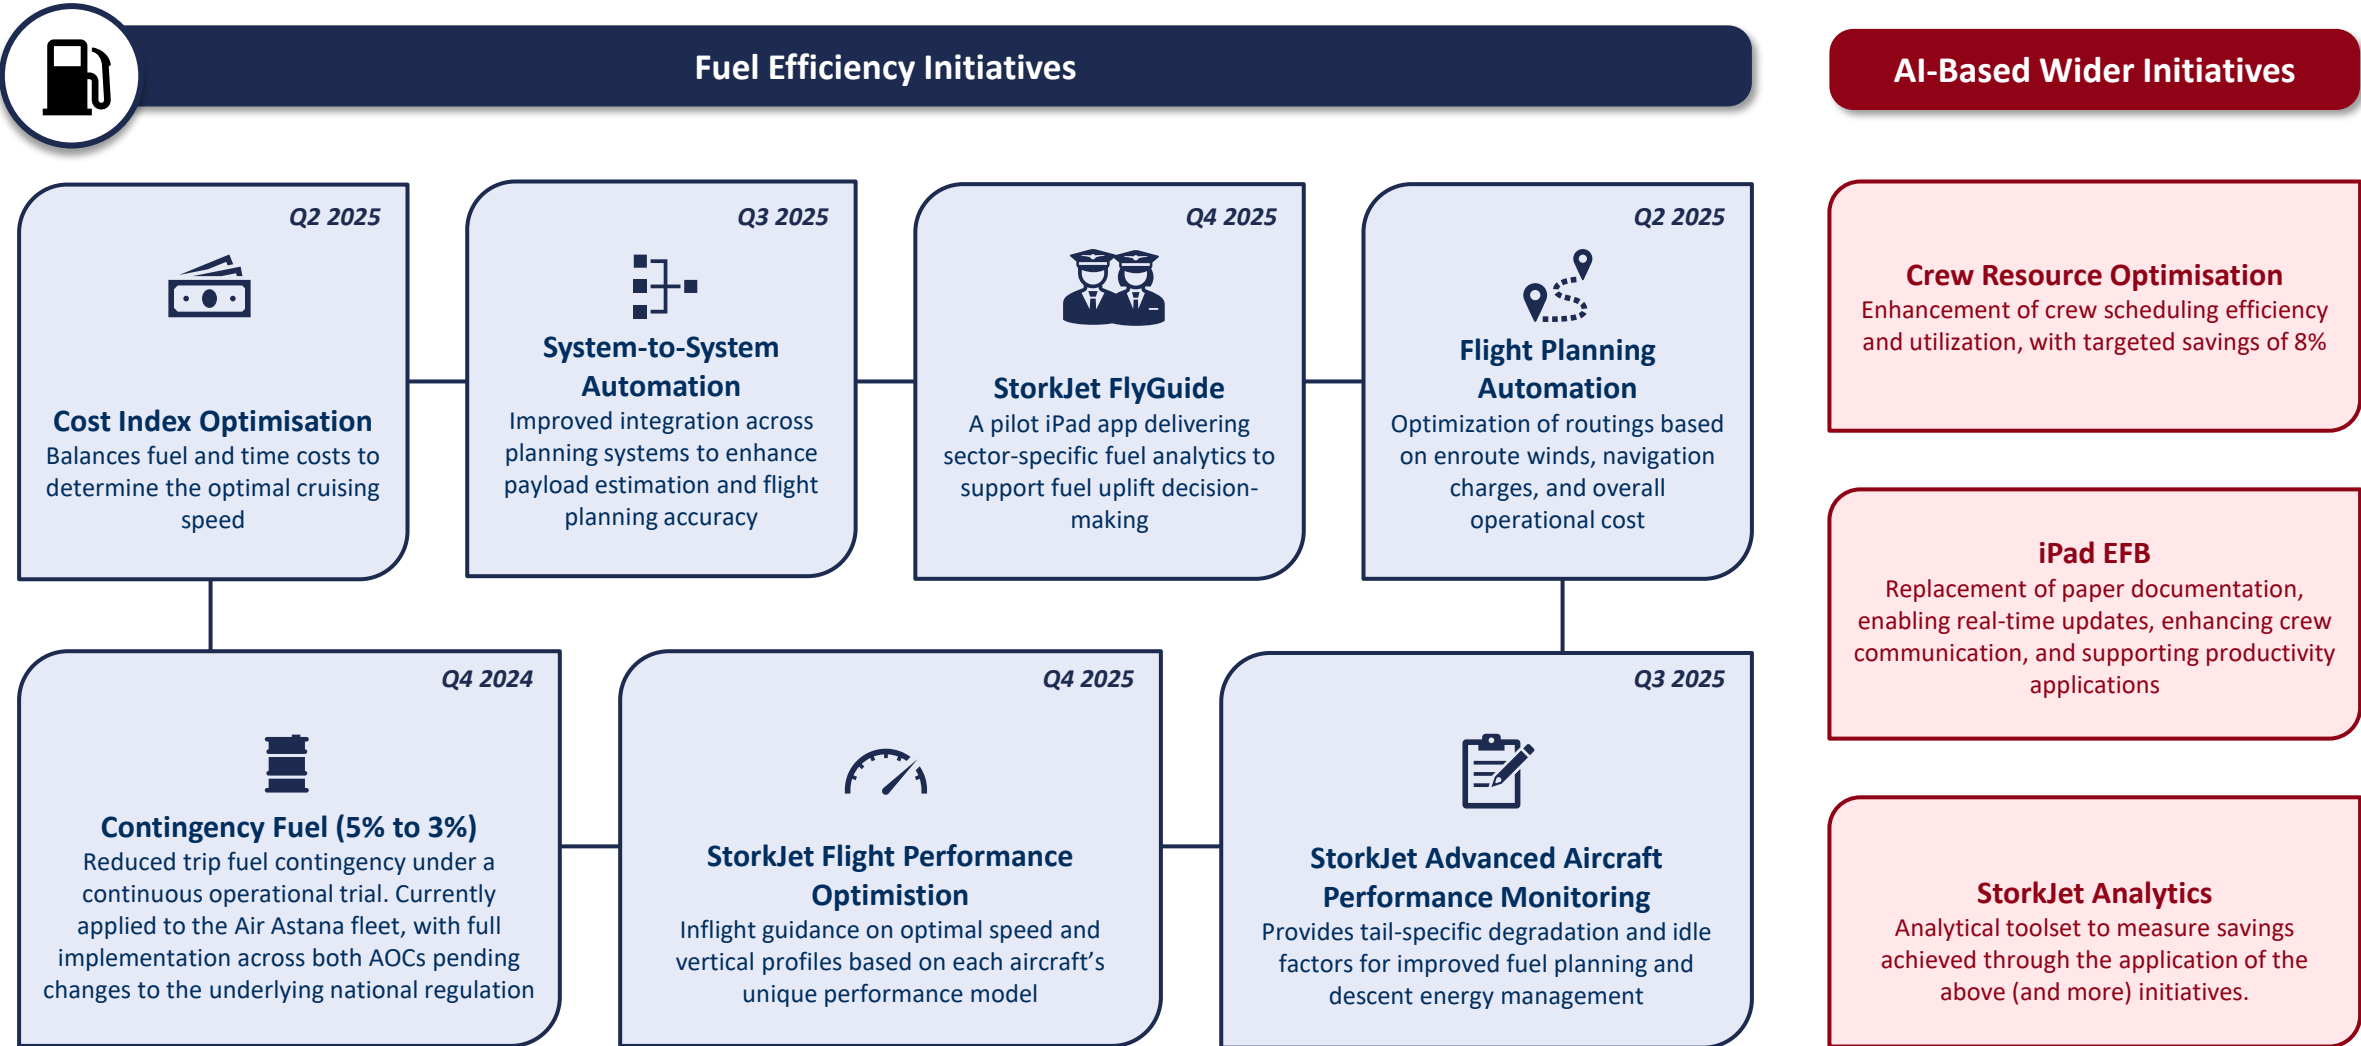 Fuel Efficiency Initiatives
AI-Based Wider Initiatives
Q2 2025
Cost Index Optimisation
Balances fuel and time costs to
determine the optimal cruising
speed
Q3 2025
System-to-System
Automation
Improved integration across
planning systems to enhance
payload estimation and flight
planning accuracy
Q4 2025
StorkJet FlyGuide
A pilot iPad app delivering
sector-specific fuel analytics to
support fuel uplift decision-
making
Q2 2025
Flight Planning
Automation
Optimization of routings based
on enroute winds, navigation
charges, and overall
operational cost
Crew Resource Optimisation
Enhancement of crew scheduling efficiency
and utilization, with targeted savings of 8%
iPad EFB
Replacement of paper documentation,
enabling real-time updates, enhancing crew
communication, and supporting productivity
applications
Q4 2024
Contingency Fuel (5% to 3%)
Reduced trip fuel contingency under a
continuous operational trial. Currently
applied to the Air Astana fleet, with full
implementation across both AOCs pending
changes to the underlying national regulation
Q4 2025
StorkJet Flight Performance
Optimistion
Inflight guidance on optimal speed and
vertical profiles based on each aircraft's
unique performance model
Q3 2025
StorkJet Advanced Aircraft
Performance Monitoring
Provides tail-specific degradation and idle
factors for improved fuel planning and
descent energy management
StorkJet Analytics
Analytical toolset to measure savings
achieved through the application of the
above (and more) initiatives.